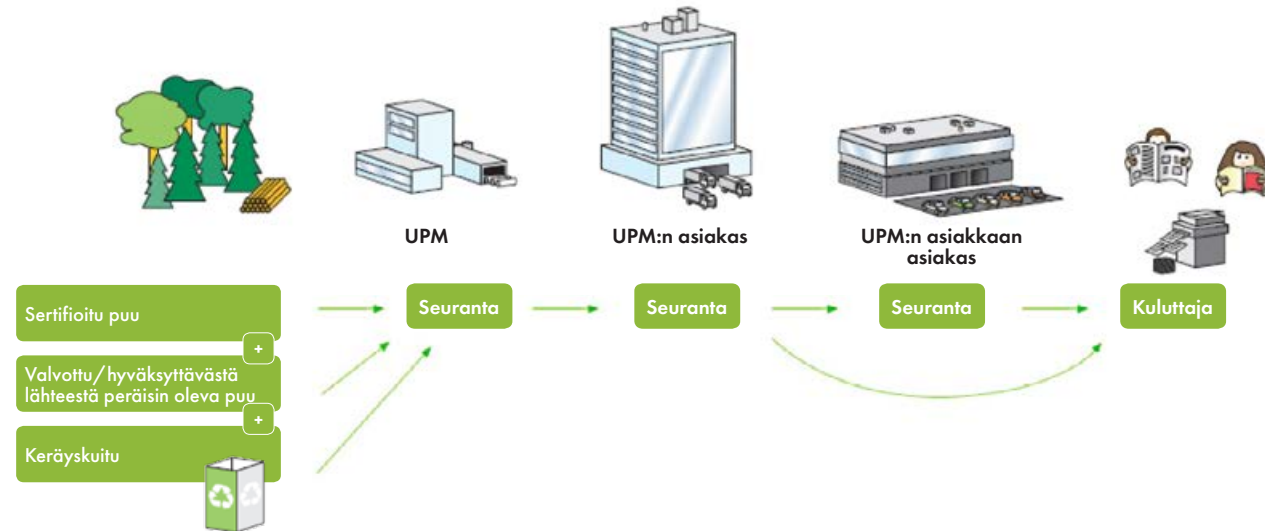 UPM
UPM:n asiakas
UPM:n asiakkaan
asiakas
Sertifioitu puu
+
Valvottu/hyväksyttävästä
lähteestä peräisin oleva puu
+
Keräyskuitu
Seuranta
Seuranta
Seuranta
Kuluttaja